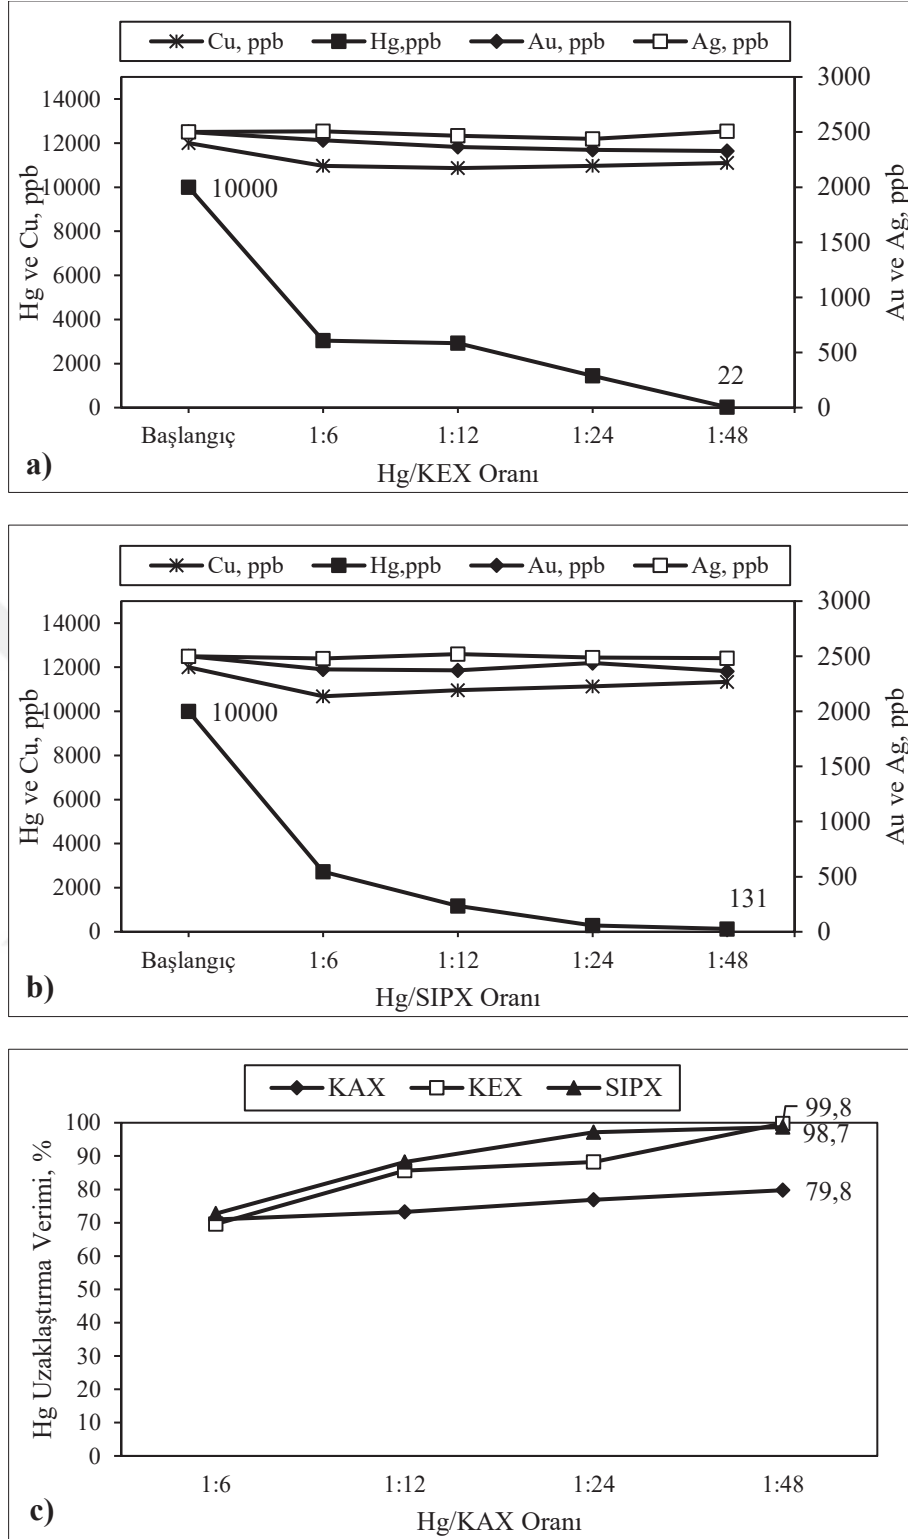 Cu, ppb Hg,ppb Au, ppb Ag, ppb
14000
12000
10000
8000
6000
4000
2000
0
Hg ve Cu, ppb
3000
2500
2000
1500
1000
500
0
Au ve Ag, ppb
10000
22
Başlangıç 1:6 1:12 1:24 1:48
Hg/KEX Oranı
a)
Cu, ppb Hg,ppb Au, ppb Ag, ppb
14000
12000
10000
8000
6000
4000
2000
0
Hg ve Cu, ppb
3000
2500
2000
1500
1000
500
0
Au ve Ag, ppb
10000
131
Başlangıç 1:6 1:12 1:24 1:48
Hg/SIPX Oranı
b)
KAX KEX SIPX
100
90
80
70
60
50
40
30
20
10
0
Hg Uzaklaştırma Verimi, %
99,8
98,7
79,8
1:6 1:12 1:24 1:48
Hg/KAX Oranı
c)